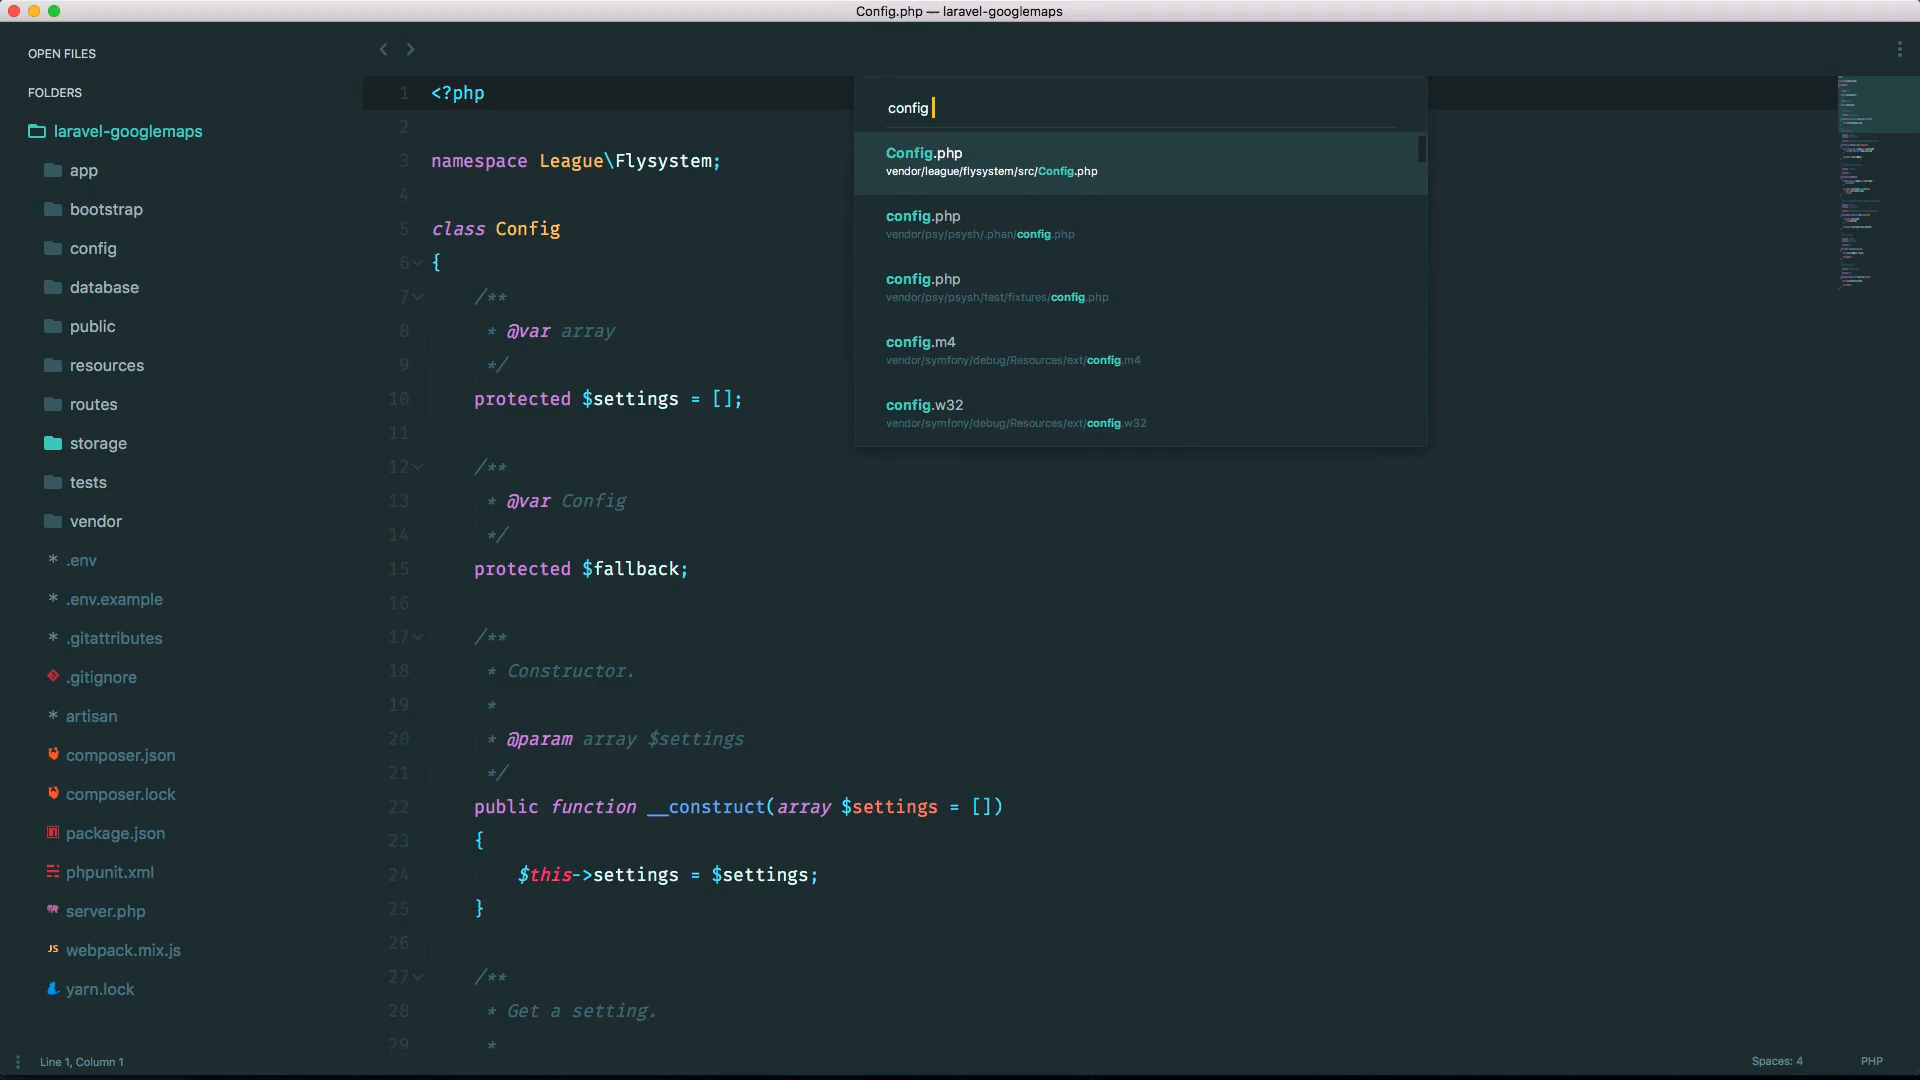 Config.php — laravel-googlemaps
OPEN FILES
FOLDERS
laravel-googlemaps
app
bootstrap
config
database
public
resources
routes
storage
tests
vendor
* .env
* .env.example
* .gitattributes
.gitignore
* artisan
composer.json
composer.lock
package.json
phpunit.xml
server.php
JS webpack.mix.js
yarn.lock
1 <?php
2
3 namespace League\Flysystem;
4
5 class Config
6 {
7 /**
8 * @var array
9 */
10 protected $settings = [];
11
12 /**
13 * @var Config
14 */
15 protected $fallback;
16
17 /**
18 * Constructor.
19 *
20 * @param array $settings
21 */
22 public function __construct(array $settings = [])
23 {
24 $this->settings = $settings;
25 }
26
27 /**
28 * Get a setting.
29 *
config
Config.php
vendor/league/flysystem/src/Config.php
config.php
vendor/psy/psysh/.phan/config.php
config.php
vendor/psy/psysh/test/fixtures/config.php
config.m4
vendor/symfony/debug/Resources/ext/config.m4
config.w32
vendor/symfony/debug/Resources/ext/config.w32
Line 1, Column 1
Spaces: 4
PHP